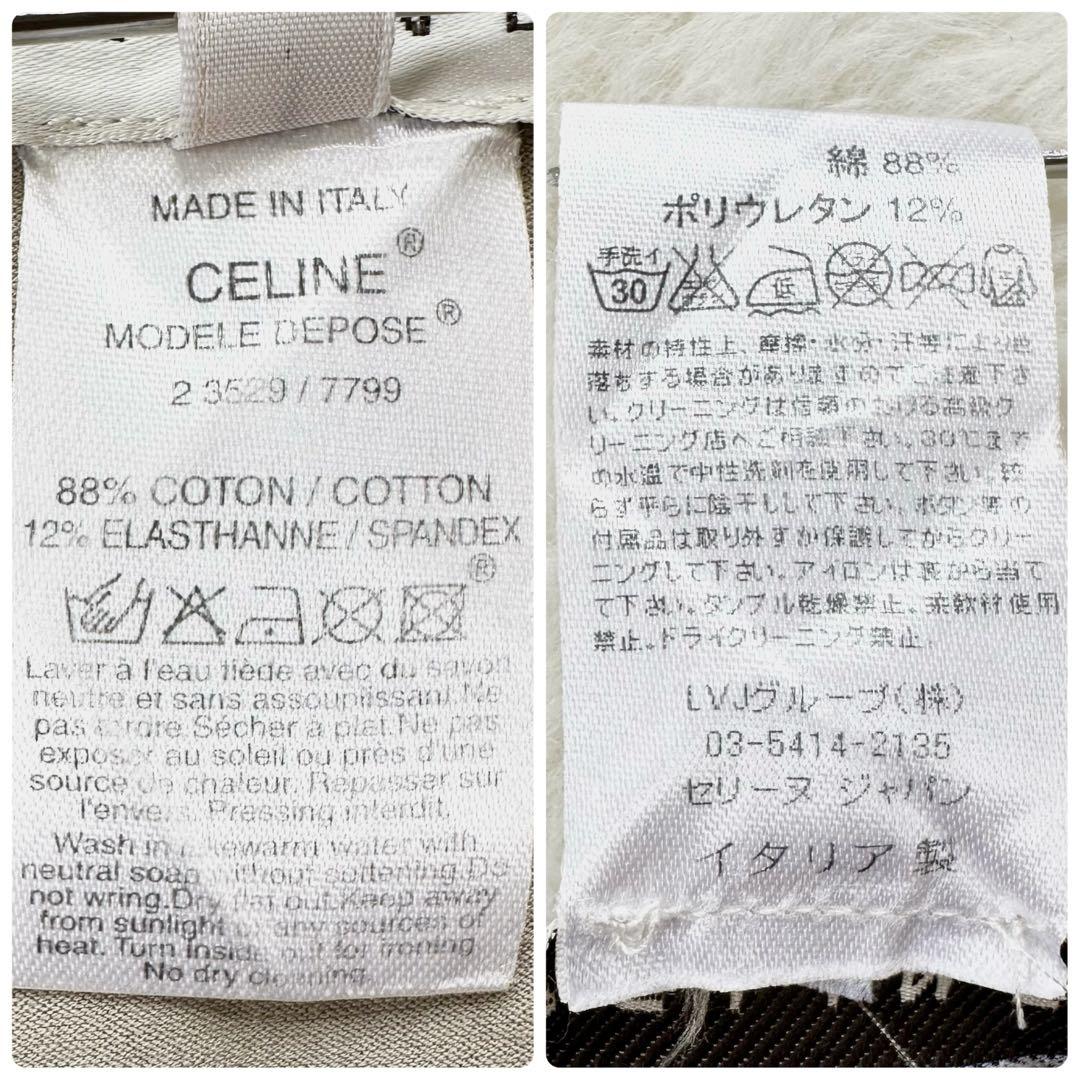 MADE IN ITALY
CELINE®
MODELE DEPOSE®
2 3529 / 7799
88% COTON / COTTON
12% ELASTHANNE / SPANDEX
®
Laver à l'eau tiède avec du savon
neutre et sans assouplissant.Ne
pas tordre.Sécher à plat.Ne pas
exposer au soleil ou près d'une
source de chaleur. Repasser sur
l'envers. Pressing interdit.
Wash in lukewarm water with
neutral soap without softening.Do
not wring.Dry flat out.Keep away
from sunlight or any sources of
heat. Turn inside out for ironing
No dry cleaning.
綿 88%
ポリウレタン 12%
手洗イ
30
低
素材の特性上、摩擦・水分・汗等により色
落ちする場合がありますのでご注意下さ
い。クリーニングは信頼のおける高級ク
リーニング店へご相談下さい。30℃まで
の水温で中性洗剤を使用して下さい。絞
らず平らに陰干しして下さい。ボタン等の
付属品は取り外すか保護してからクリー
ニングして下さい。アイロンは裏から当て
て下さい。タンブル乾燥禁止。柔軟剤使用
禁止。ドライクリーニング禁止。
LVJグループ(株)
03-5414-2135
セリーヌ ジャパン
イタリア 製